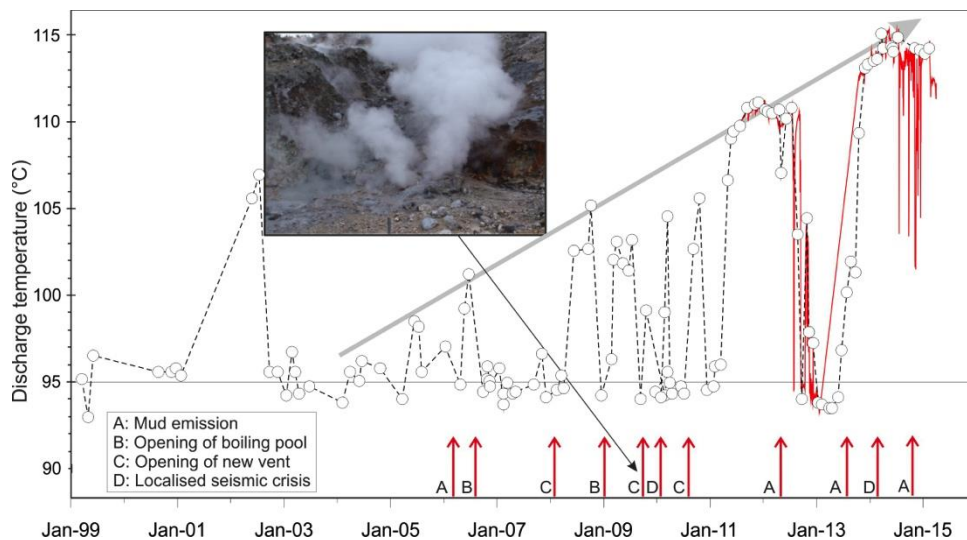 115
110
105
100
95
90
Discharge temperature (°C)
A: Mud emission
B: Opening of boiling pool
C: Opening of new vent
D: Localised seismic crisis
A B C B C D C A A D A
Jan-99 Jan-01 Jan-03 Jan-05 Jan-07 Jan-09 Jan-11 Jan-13 Jan-15